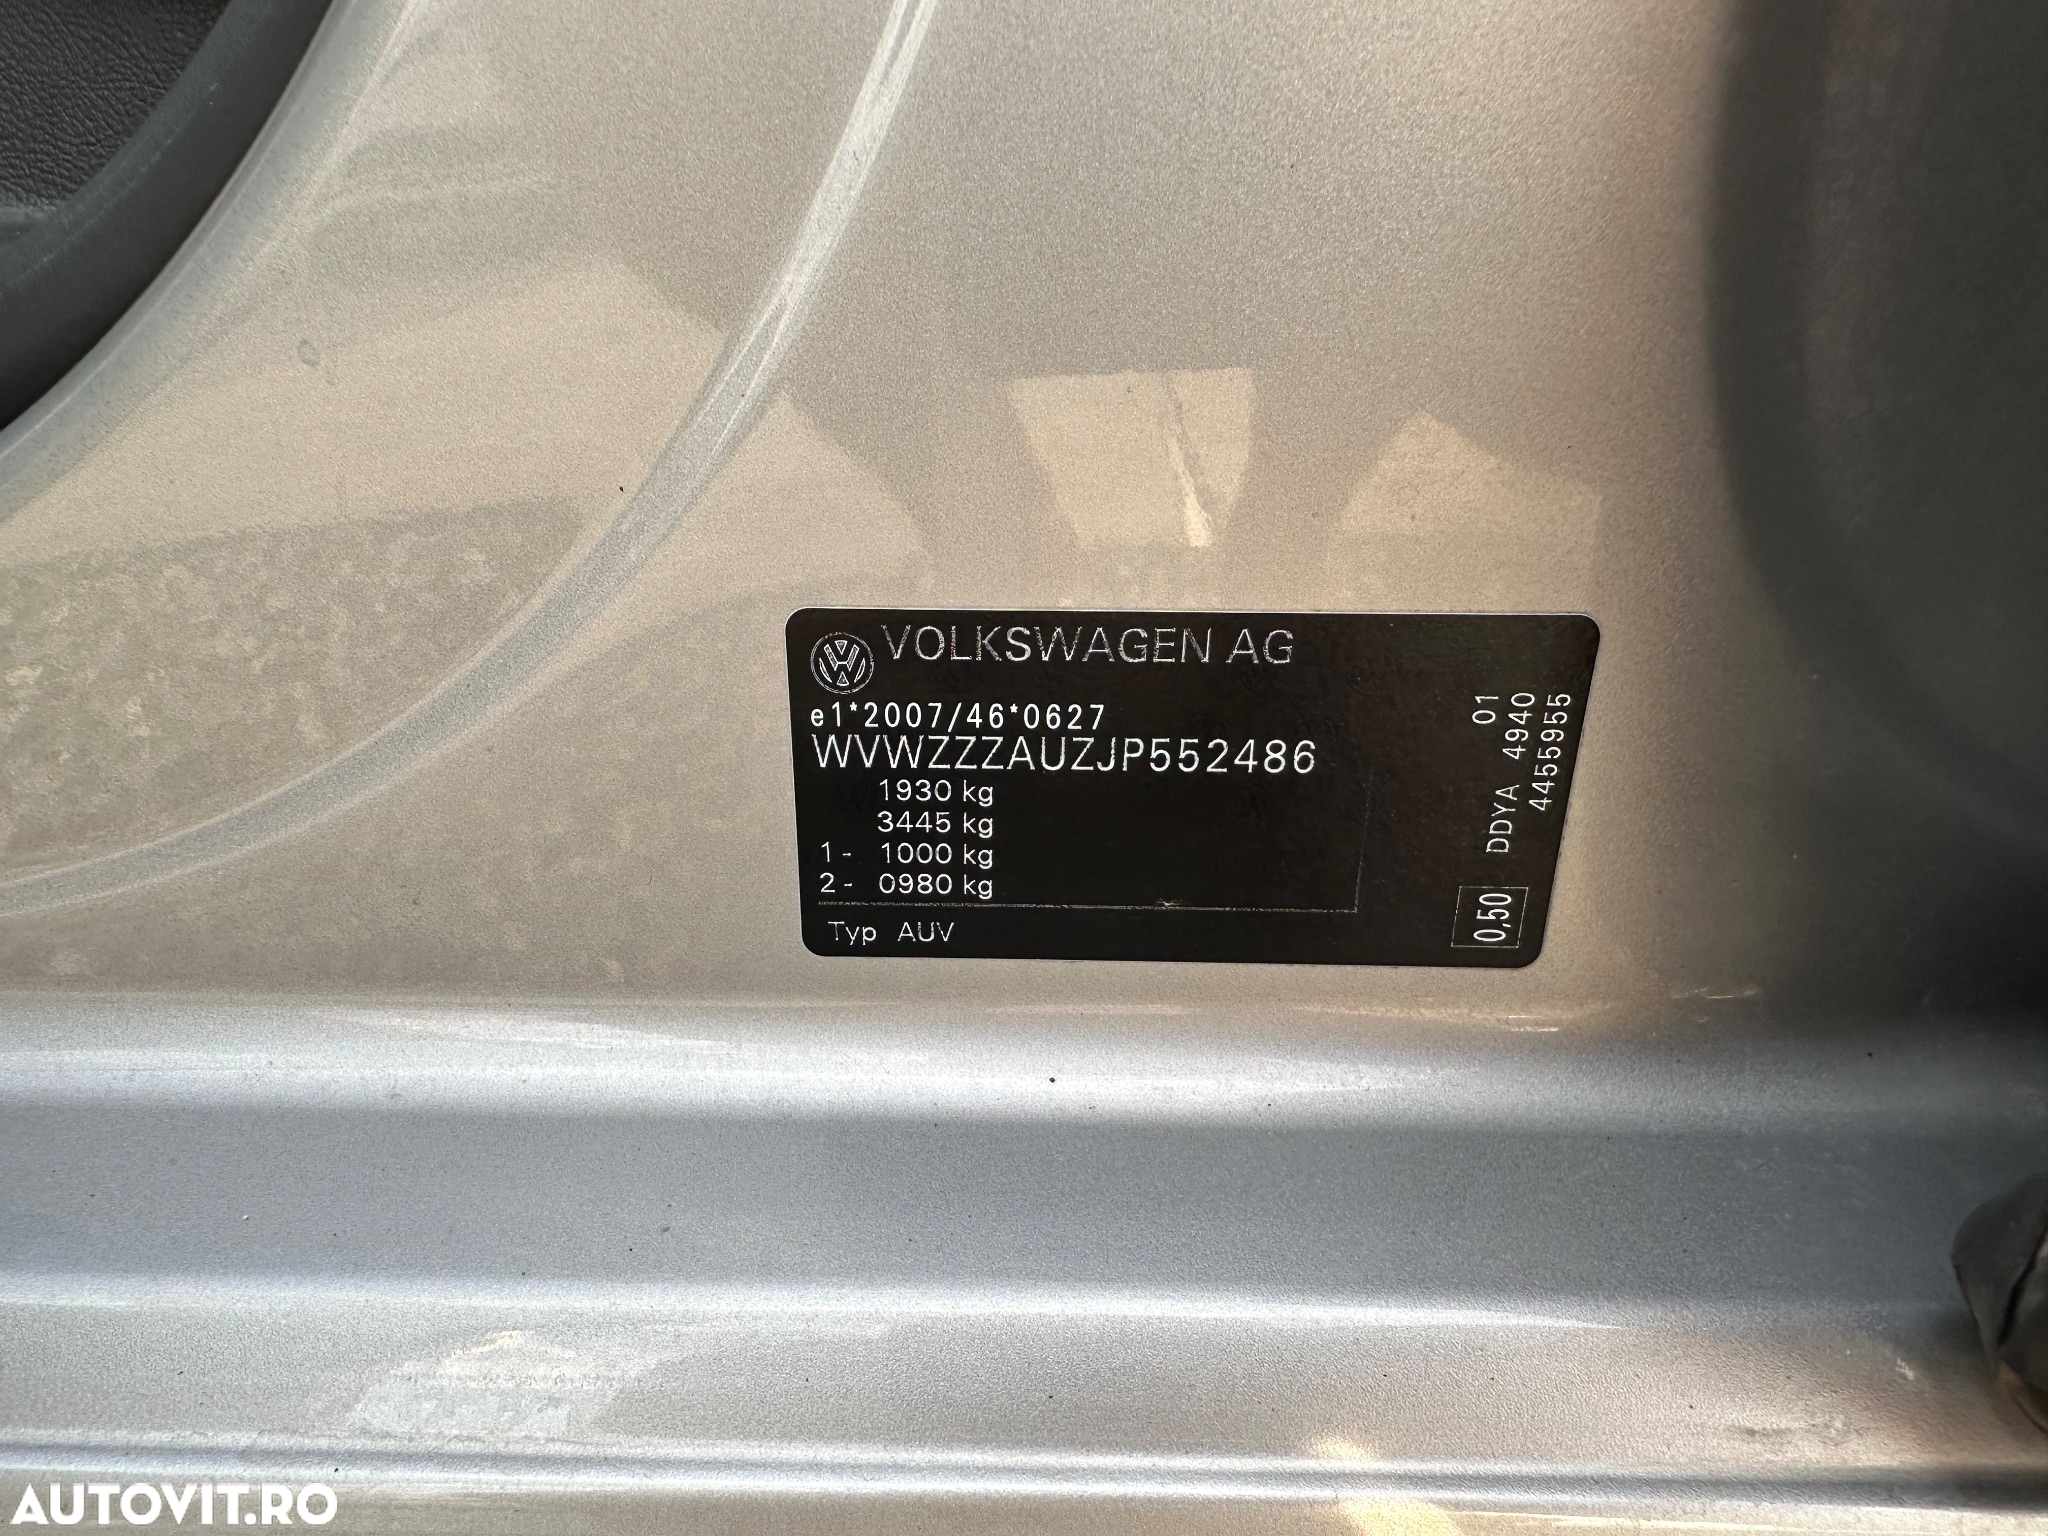 VOLKSWAGEN AG
e1*2007/46*0627
WVWZZZAUZJP552486
1930 kg
3445 kg
1- 1000 kg
2- 0980 kg
Typ AUV
01
DDYA 4940
4455955
0,50
AUTOVIT.RO